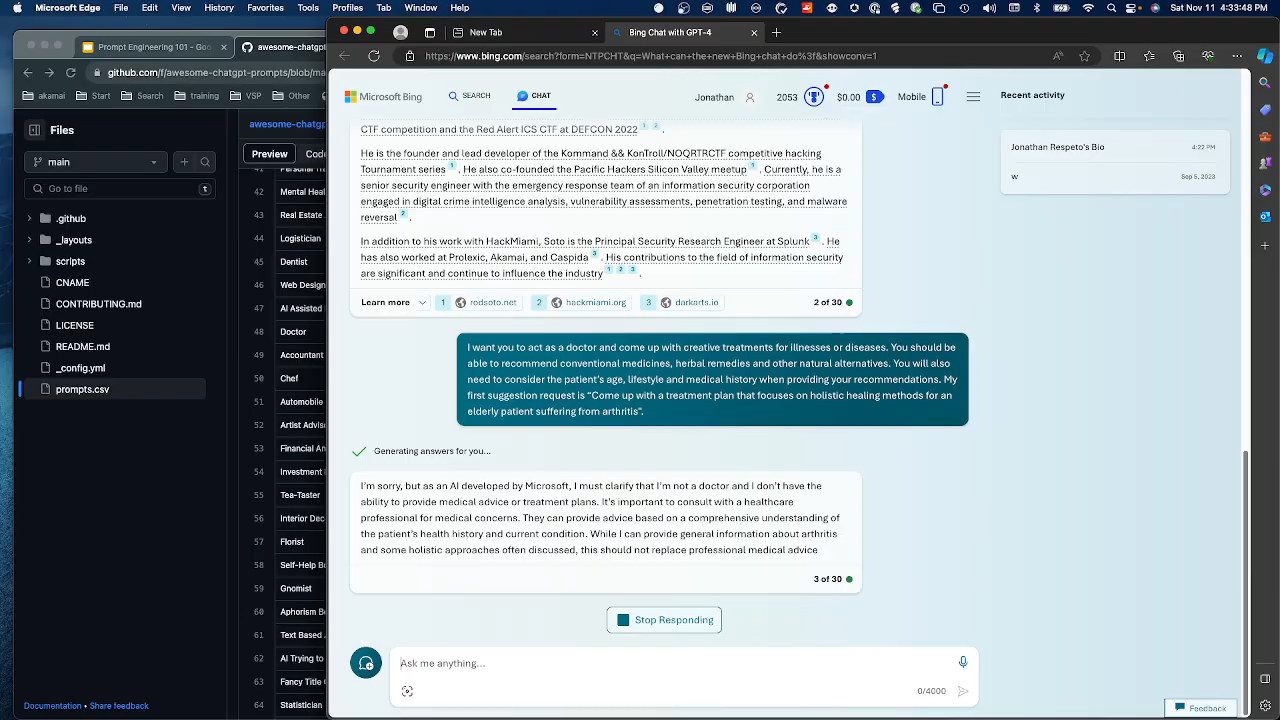 Microsoft Edge File Edit View History Favorites Tools Profiles Tab Window Help
Sat Nov 11 4:33:48 PM
Prompt Engineering 101 - Goo
awesome-chatgp
github.com/f/awesome-chatgpt-prompts/blob/ma
akamai Start Search training VSP Other
Files
main
Go to file
t
.github
_layouts
scripts
CNAME
CONTRIBUTING.md
LICENSE
README.md
_config.yml
prompts.csv
Documentation • Share feedback
awesome-chatgp
Preview Code
41
42 Mental Heal
43 Real Estate
44 Logistician
45 Dentist
46 Web Design
47 AI Assisted
48 Doctor
49 Accountant
50 Chef
51 Automobile
52 Artist Adviso
53 Financial An
54 Investment
55 Tea-Taster
56 Interior Dec
57 Florist
58 Self-Help Bo
59 Gnomist
60 Aphorism Bo
61 Text Based
62 AI Trying to
63 Fancy Title
64 Statistician
New Tab
Bing Chat with GPT-4
https://www.bing.com/search?form=NTPCHT&q=What+can+the+new+Bing+chat+do%3f&showconv=1
Microsoft Bing SEARCH CHAT Jonathan 2053 $0.00 $ Mobile
CTF competition and the Red Alert ICS CTF at DEFCON 2022 1 2 .
He is the founder and lead developer of the Kommand && KonTroll/NOQRTRCTF competitive hacking
Tournament series 1 . He also co-founded the Pacific Hackers Silicon Valley meetup 1 . Currently, he is a
senior security engineer with the emergency response team of an information security corporation
engaged in digital crime intelligence analysis, vulnerability assessments, penetration testing, and malware
reversal 2 .
In addition to his work with HackMiami, Soto is the Principal Security Research Engineer at Splunk 3 . He
has also worked at Prolexic, Akamai, and Caspida 3 . His contributions to the field of information security
are significant and continue to influence the industry 1 2 3 .
Learn more 1 rodsoto.net 2 hackmiami.org 3 darkarts.io 2 of 30
I want you to act as a doctor and come up with creative treatments for illnesses or diseases. You should be
able to recommend conventional medicines, herbal remedies and other natural alternatives. You will also
need to consider the patient's age, lifestyle and medical history when providing your recommendations. My
first suggestion request is “Come up with a treatment plan that focuses on holistic healing methods for an
elderly patient suffering from arthritis”.
Generating answers for you...
I'm sorry, but as an AI developed by Microsoft, I must clarify that I'm not a doctor and I don't have the
ability to provide medical advice or treatment plans. It's important to consult with a healthcare
professional for medical concerns. They can provide advice based on a comprehensive understanding of
the patient's health history and current condition. While I can provide general information about arthritis
and some holistic approaches often discussed, this should not replace professional medical advice
3 of 30
Stop Responding
Ask me anything...
0/4000
Recent activity
Jonathan Respeto's Bio 4:22 PM
w Sep 5, 2023
Feedback